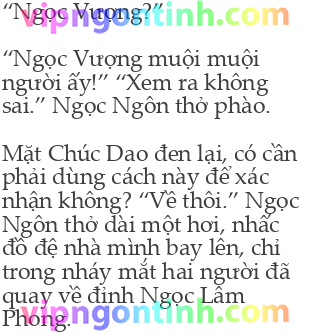 “Ngọc Vượng?”
vipngontinh.com
“Ngọc Vượng muội muội
người ấy!” “Xem ra không
sai.” Ngọc Ngôn thở phào.
Mặt Chúc Dao đen lại, có cần
phải dùng cách này để xác
nhận không? “Về thôi.” Ngọc
Ngôn thở dài một hơi, nhấc
đồ đệ nhà mình bay lên, chỉ
trong nháy mắt hai người đã
quay về đỉnh Ngọc Lâm
Phong.
vipngontinh.com